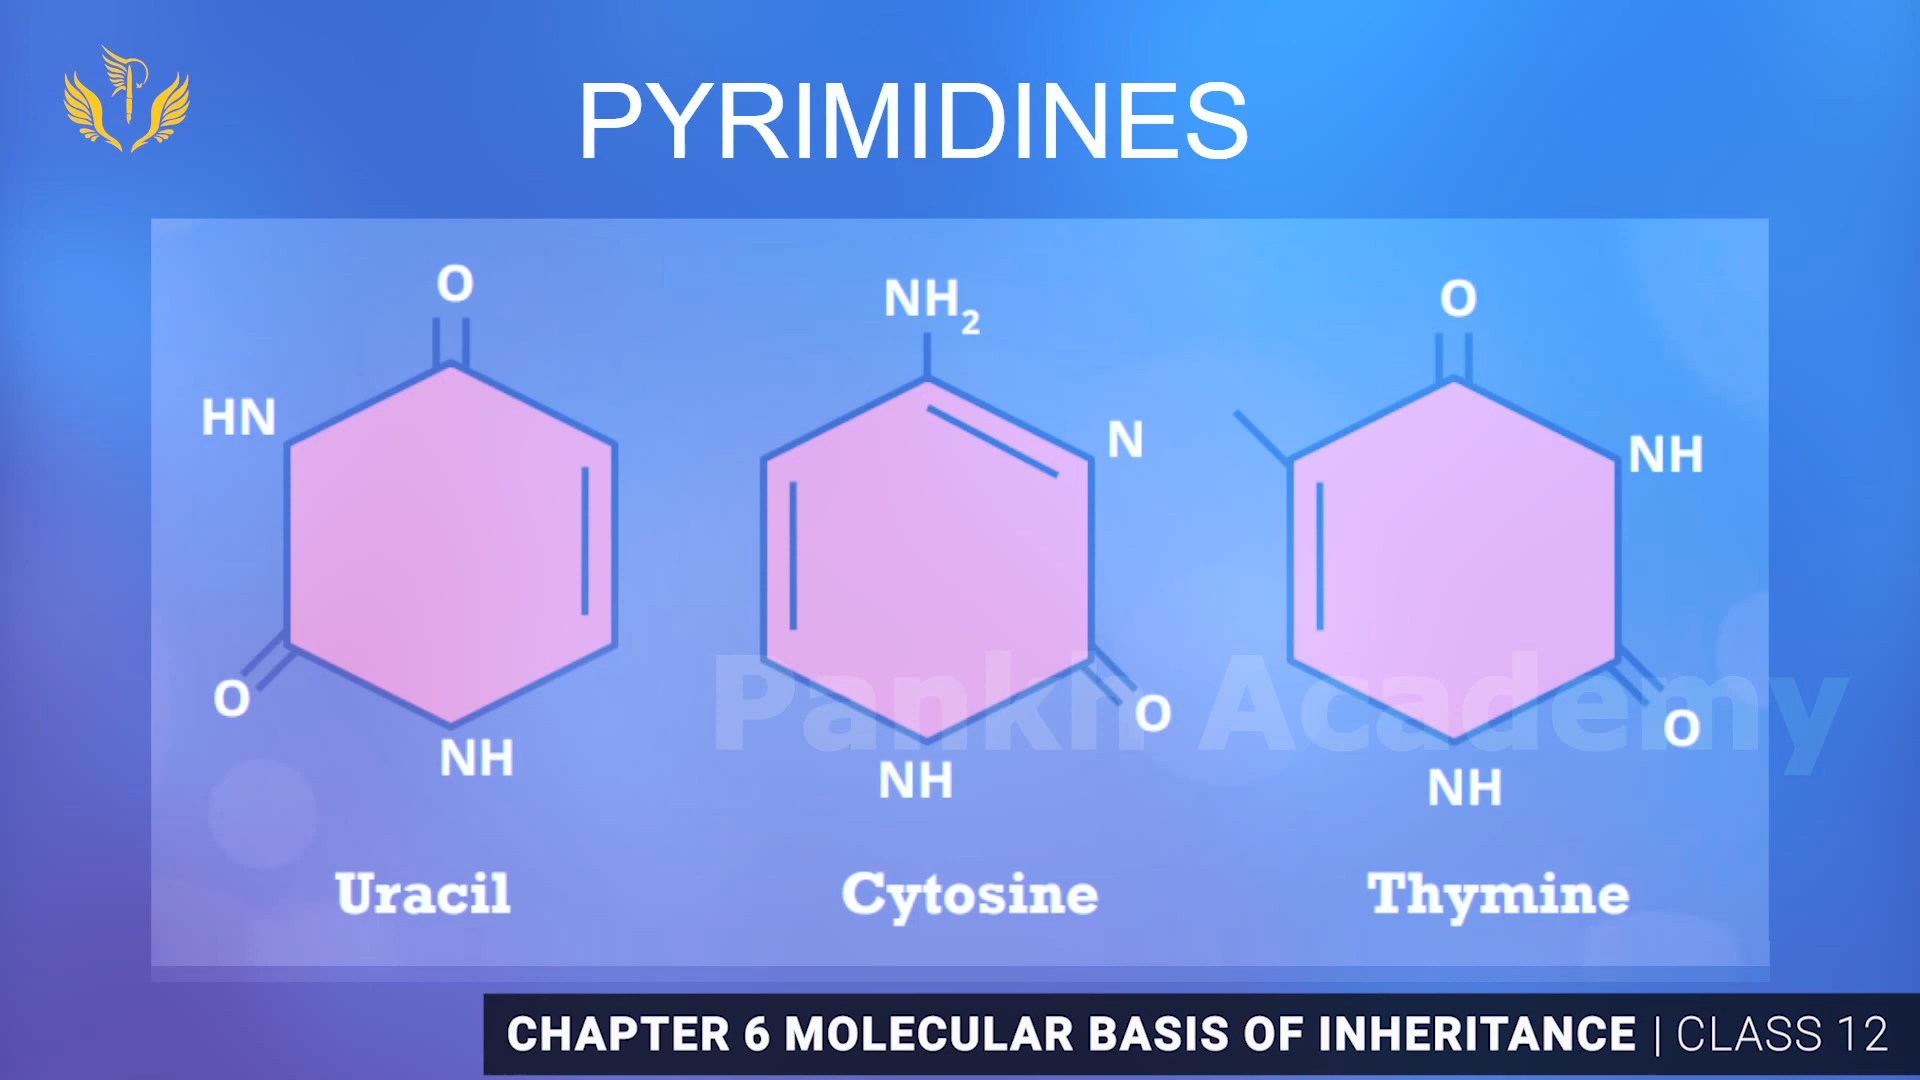 PYRIMIDINES
O
HN
O
NH
Uracil
NH₂
N
O
NH
Cytosine
O
NH
O
NH
Thymine
Pankh Academy
CHAPTER 6 MOLECULAR BASIS OF INHERITANCE | CLASS 12